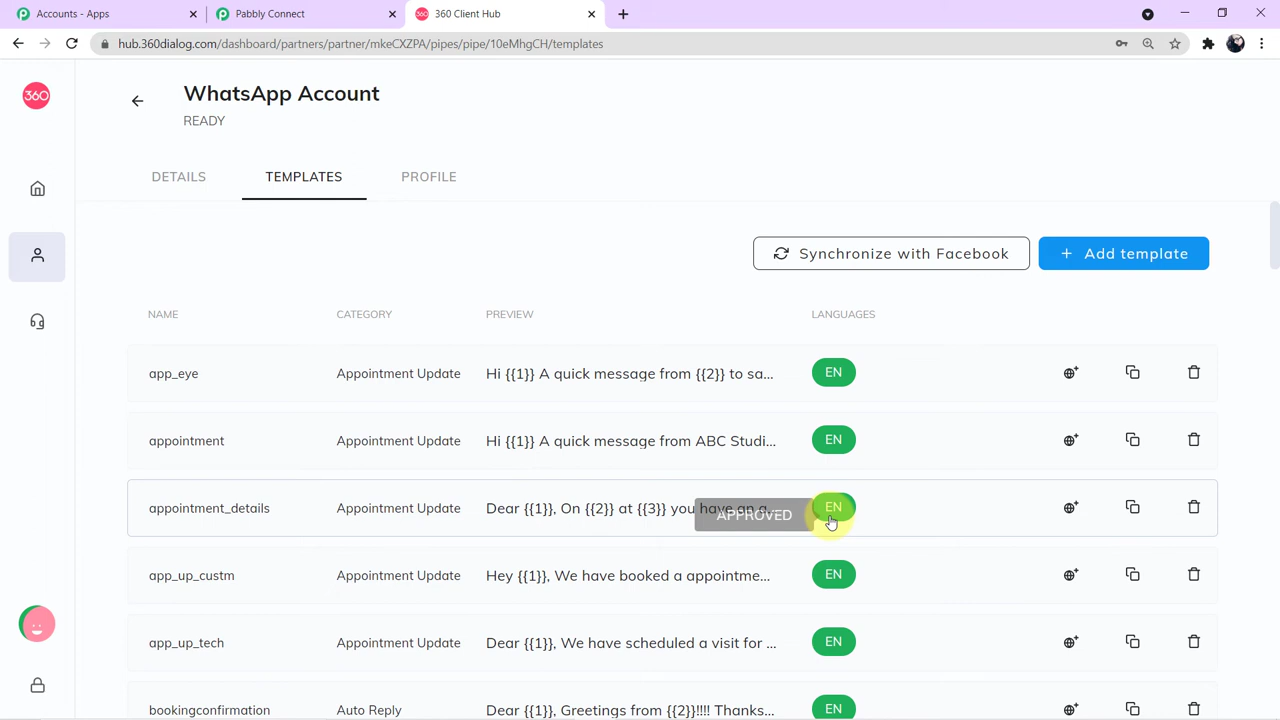 Accounts - Apps
Pabbly Connect
360 Client Hub
hub.360dialog.com/dashboard/partners/partner/mkeCXZPA/pipes/pipe/10eMhgCH/templates
360
WhatsApp Account
READY
DETAILS TEMPLATES PROFILE
Synchronize with Facebook + Add template
NAME CATEGORY PREVIEW LANGUAGES
app_eye Appointment Update Hi {{1}} A quick message from {{2}} to sa... EN
appointment Appointment Update Hi {{1}} A quick message from ABC Studi... EN
appointment_details Appointment Update Dear {{1}}, On {{2}} at {{3}} you have an a... APPROVED EN
app_up_custm Appointment Update Hey {{1}}, We have booked a appointme... EN
app_up_tech Appointment Update Dear {{1}}, We have scheduled a visit for ... EN
bookingconfirmation Auto Reply Dear {{1}}, Greetings from {{2}}!!!! Thanks... EN